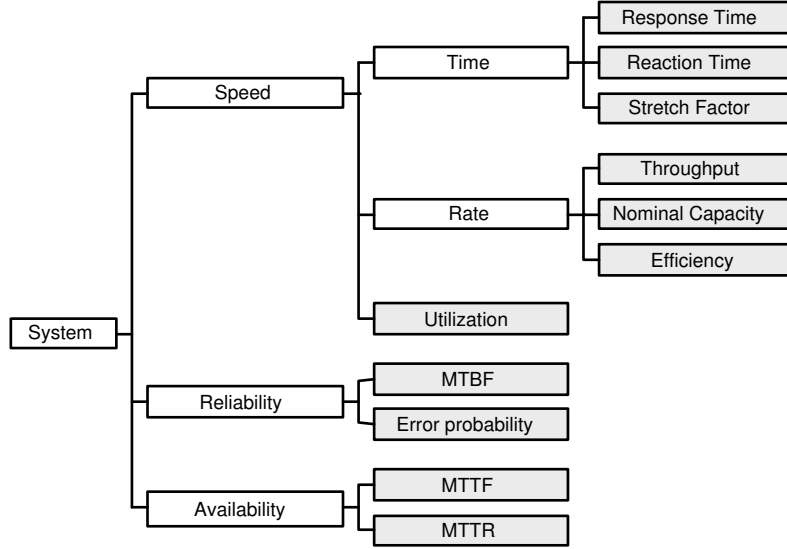 System
Speed
Time
Response Time
Reaction Time
Stretch Factor
Rate
Throughput
Nominal Capacity
Efficiency
Utilization
Reliability
MTBF
Error probability
Availability
MTTF
MTTR